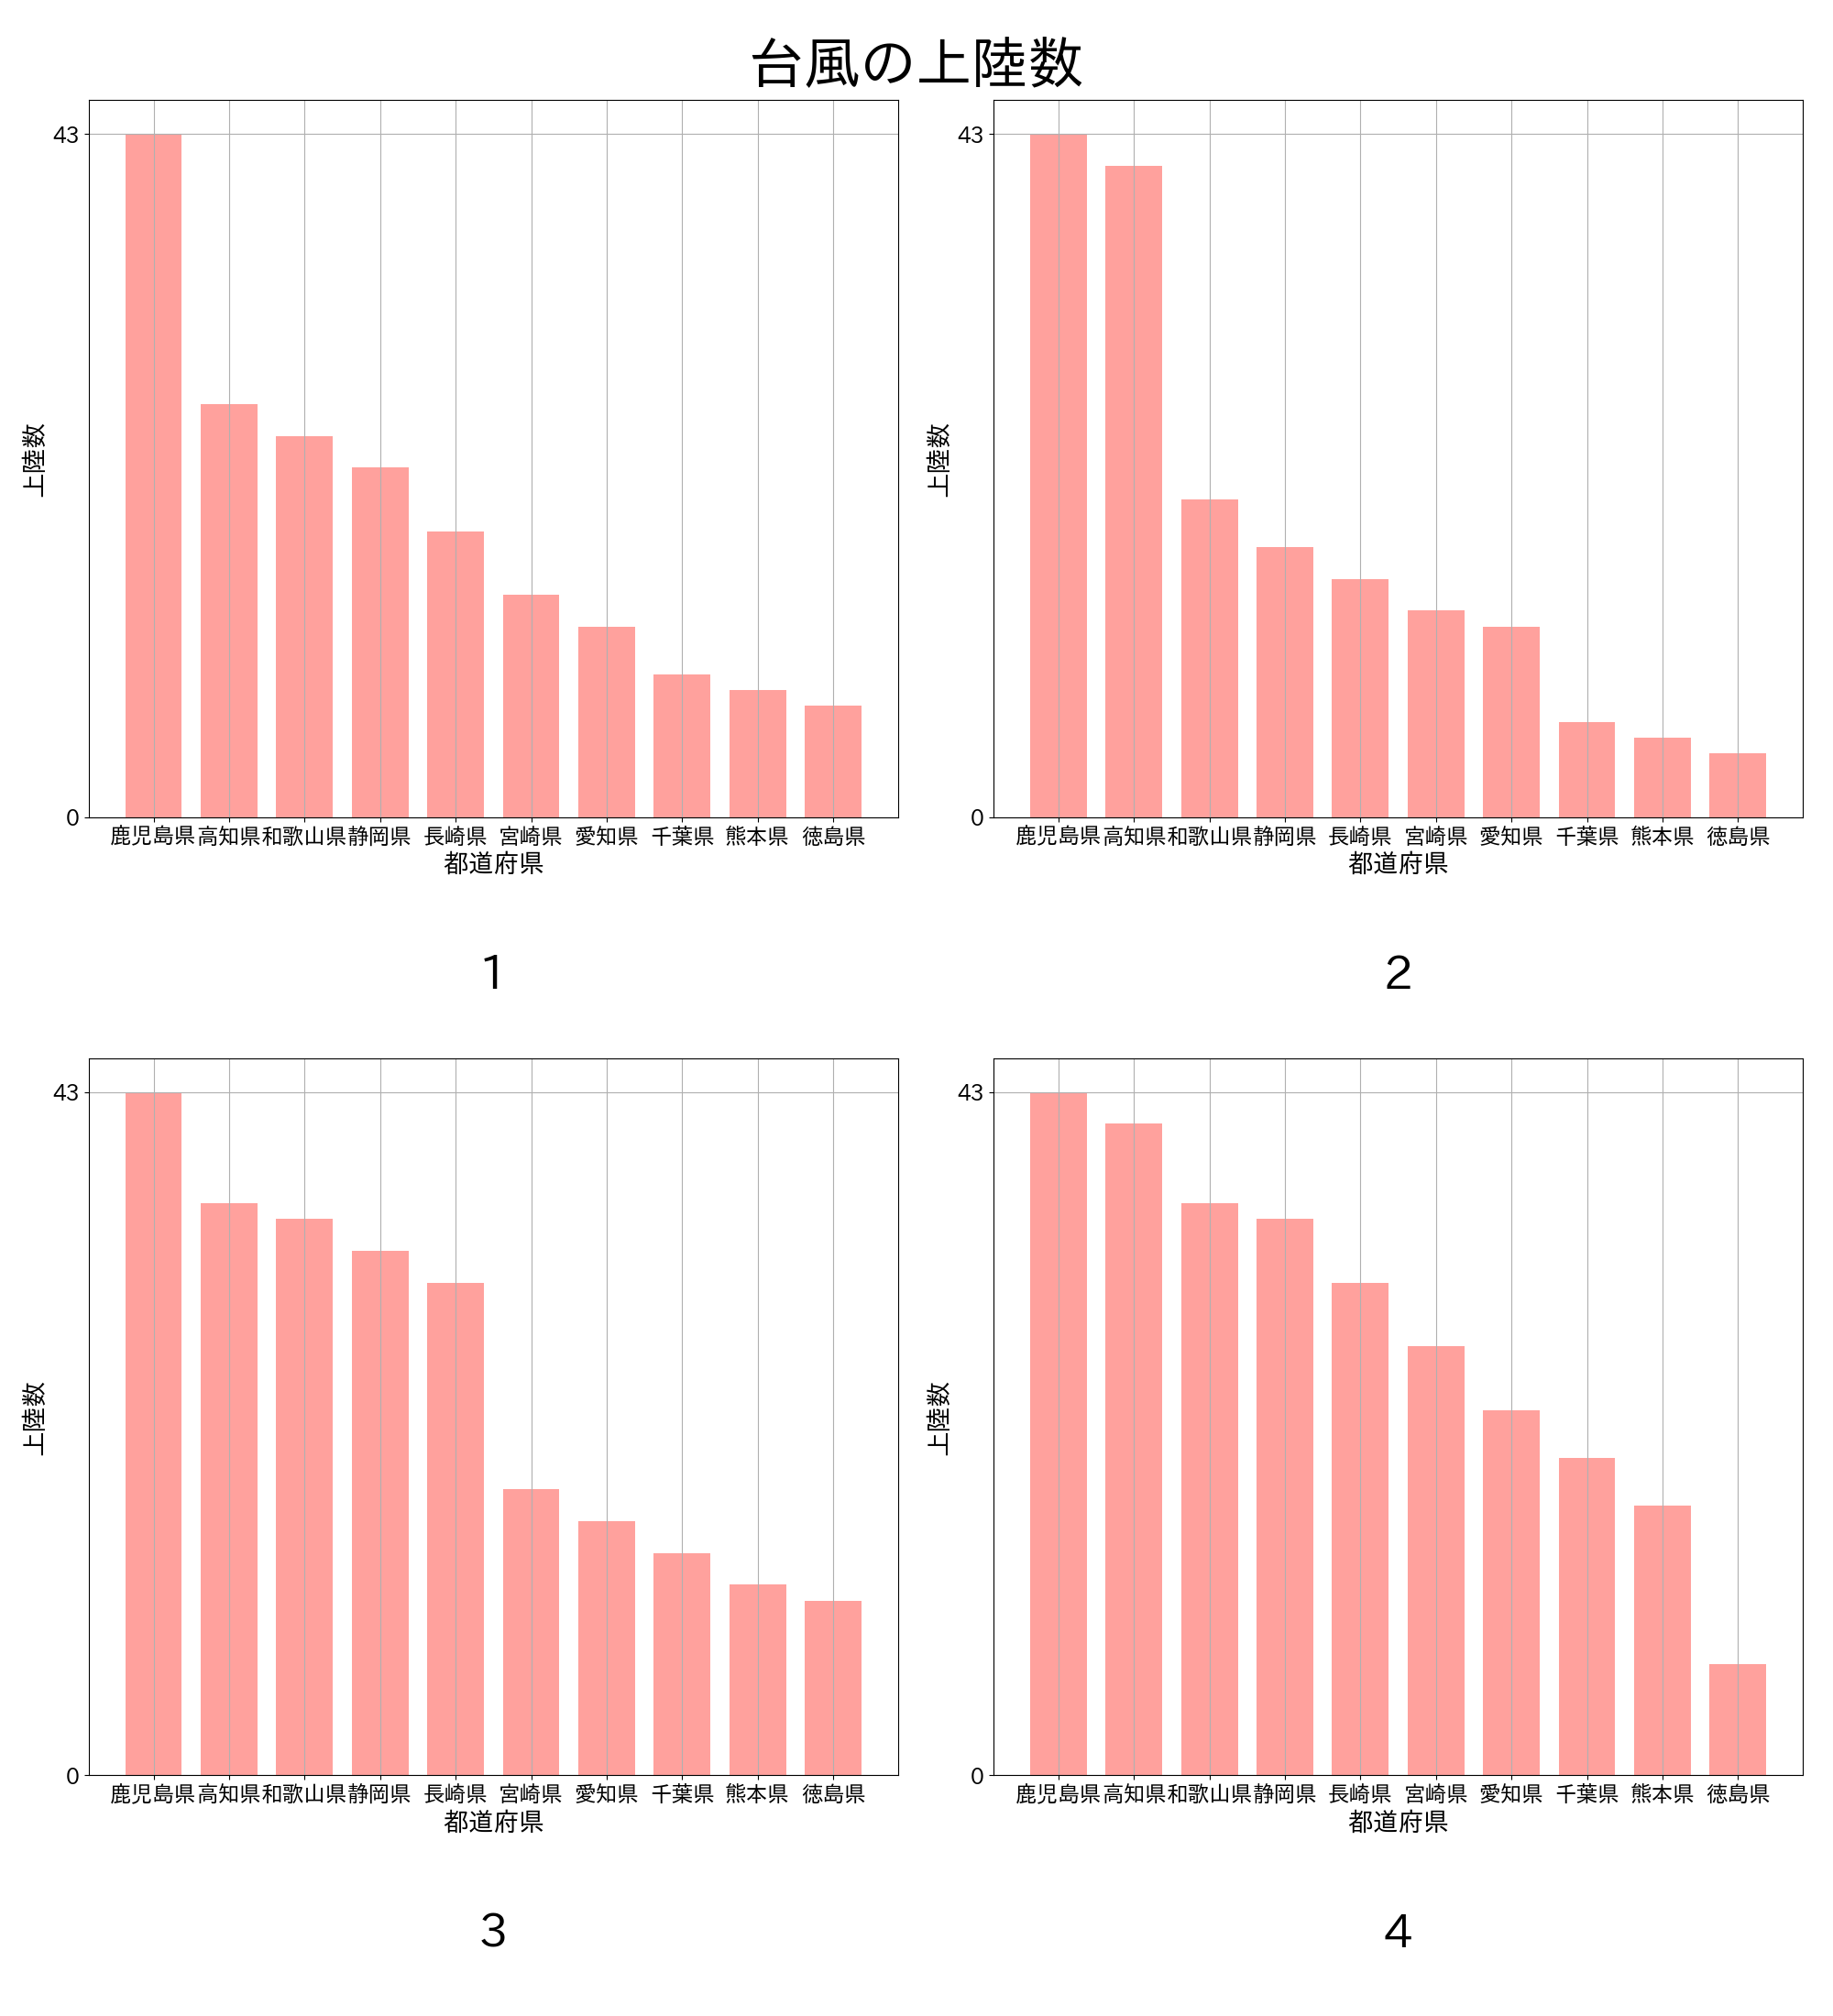 台風の上陸数
43
上陸数
0
鹿児島県 高知県 和歌山県 静岡県 長崎県 宮崎県 愛知県 千葉県 熊本県 徳島県
都道府県
1
43
上陸数
0
鹿児島県 高知県 和歌山県 静岡県 長崎県 宮崎県 愛知県 千葉県 熊本県 徳島県
都道府県
2
43
上陸数
0
鹿児島県 高知県 和歌山県 静岡県 長崎県 宮崎県 愛知県 千葉県 熊本県 徳島県
都道府県
3
43
上陸数
0
鹿児島県 高知県 和歌山県 静岡県 長崎県 宮崎県 愛知県 千葉県 熊本県 徳島県
都道府県
4